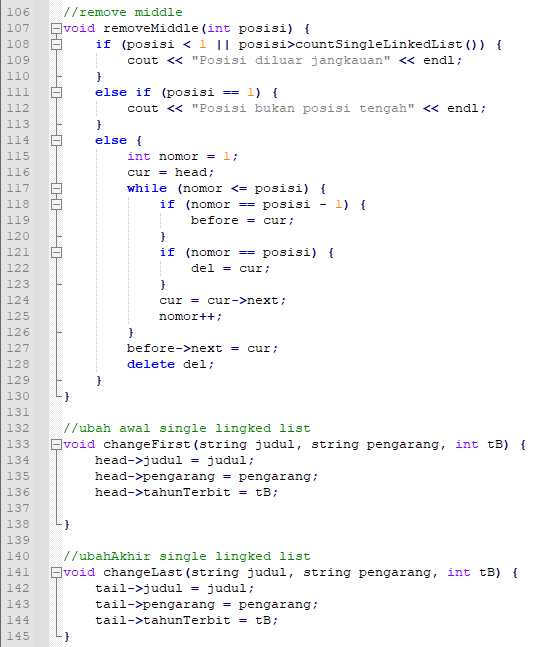 106 //remove middle
107 void removeMiddle(int posisi) {
108 if (posisi < 1 || posisi>countSingleLinkedList()) {
109 cout << "Posisi diluar jangkauan" << endl;
110 }
111 else if (posisi == 1) {
112 cout << "Posisi bukan posisi tengah" << endl;
113 }
114 else {
115 int nomor = 1;
116 cur = head;
117 while (nomor <= posisi) {
118 if (nomor == posisi - 1) {
119 before = cur;
120 }
121 if (nomor == posisi) {
122 del = cur;
123 }
124 cur = cur->next;
125 nomor++;
126 }
127 before->next = cur;
128 delete del;
129 }
130 }
131
132 //ubah awal single lingked list
133 void changeFirst(string judul, string pengarang, int tB) {
134 head->judul = judul;
135 head->pengarang = pengarang;
136 head->tahunTerbit = tB;
137
138 }
139
140 //ubahAkhir single lingked list
141 void changeLast(string judul, string pengarang, int tB) {
142 tail->judul = judul;
143 tail->pengarang = pengarang;
144 tail->tahunTerbit = tB;
145 }